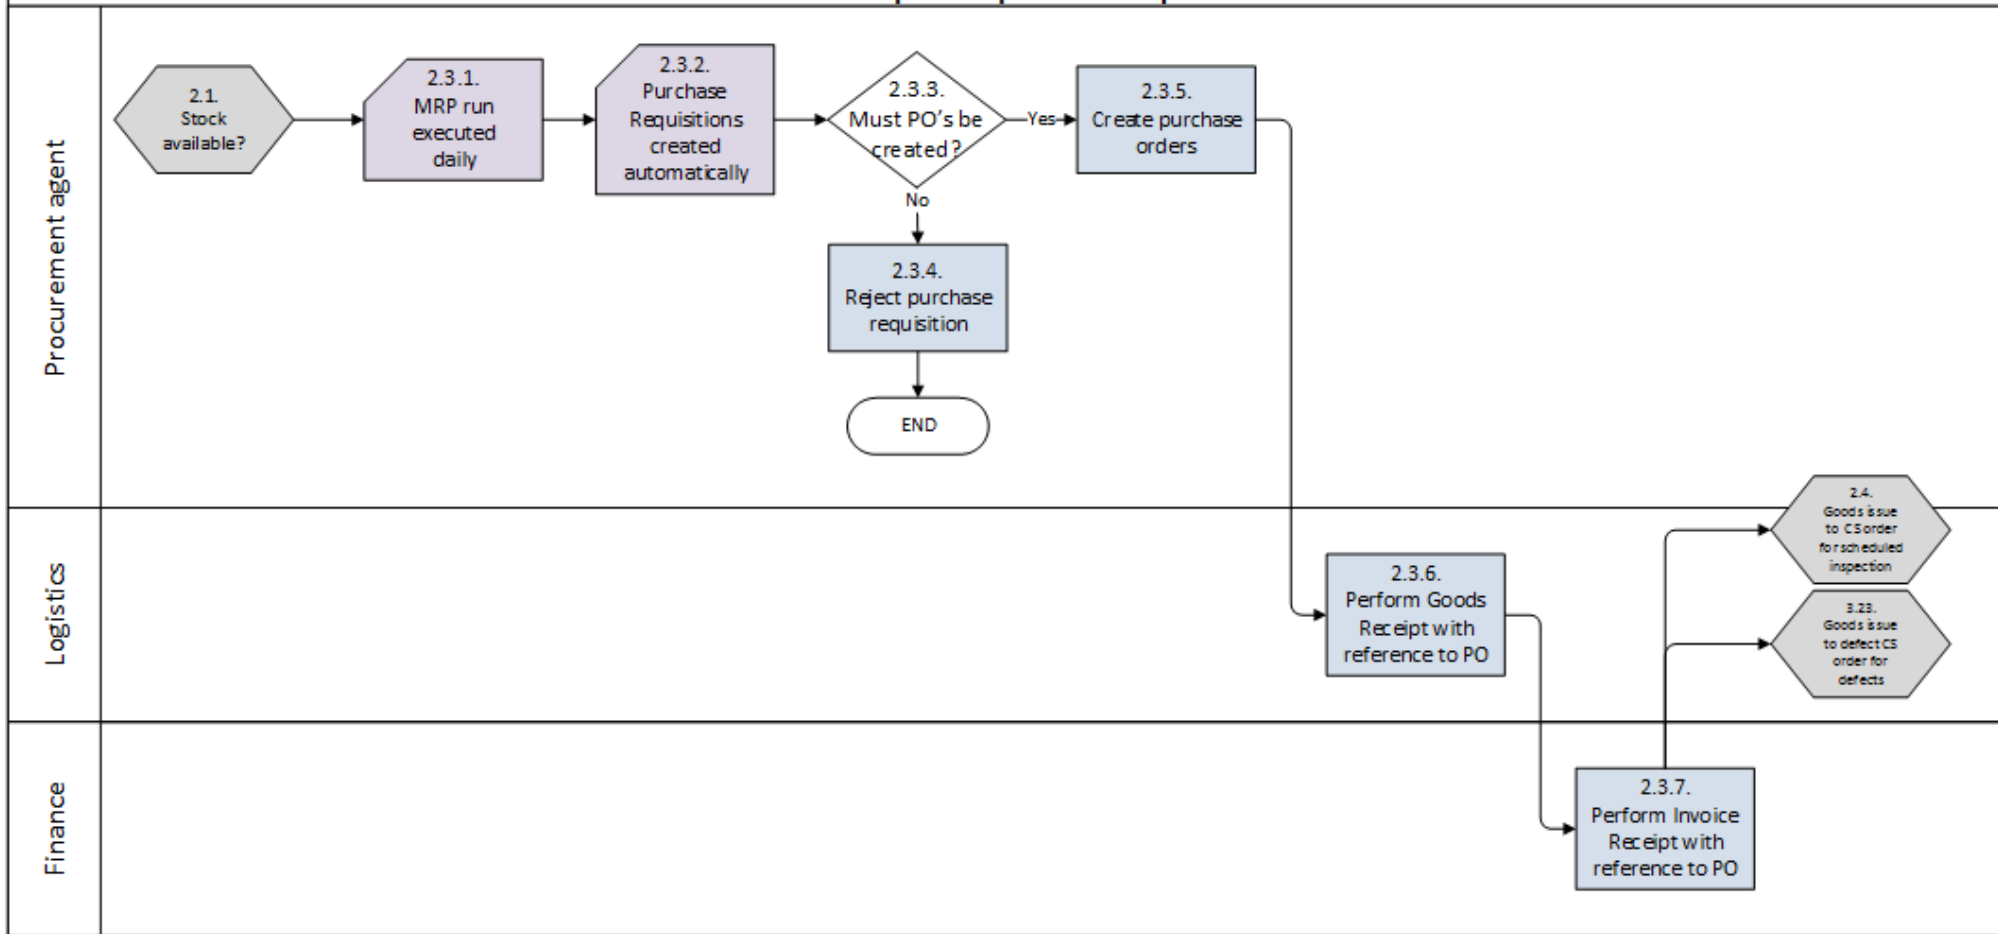 Procurement agent
2.1.
Stock
available?
2.3.1.
MRP run
executed
daily
2.3.2.
Purchase
Requisitions
created
automatically
2.3.3.
Must PO's be
created?
Yes
2.3.5.
Create purchase
orders
No
2.3.4.
Reject purchase
requisition
END
Logistics
2.3.6.
Perform Goods
Receipt with
reference to PO
2.4.
Goods issue
to CS order
for scheduled
inspection
3.23.
Goods issue
to defect CS
order for
defects
Finance
2.3.7.
Perform Invoice
Receipt with
reference to PO